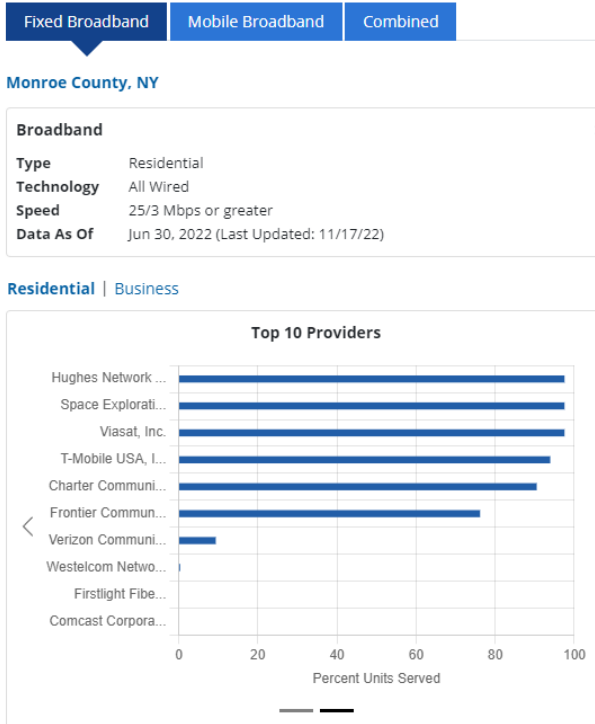 Fixed Broadband
Mobile Broadband
Combined
Monroe County, NY
Broadband
Type Residential
Technology All Wired
Speed 25/3 Mbps or greater
Data As Of Jun 30, 2022 (Last Updated: 11/17/22)
Residential | Business
Top 10 Providers
Hughes Network ...
Space Explorati...
Viasat, Inc.
T-Mobile USA, I...
Charter Communi...
Frontier Commun...
Verizon Communi...
Westelcom Netwo...
Firstlight Fibe...
Comcast Corpora...
0 20 40 60 80 100
Percent Units Served